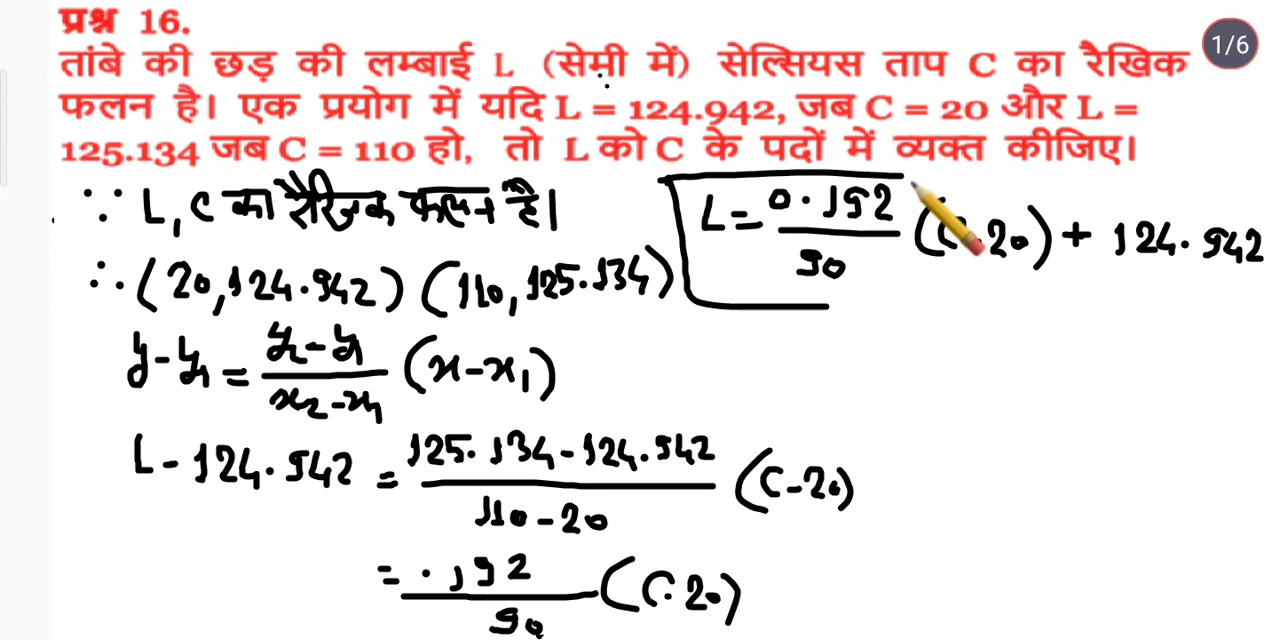 प्रश्न 16.
1/6
तांबे की छड़ की लम्बाई L (सेमी में) सेल्सियस ताप C का रैखिक
फलन है। एक प्रयोग में यदि L = 124.942, जब C = 20 और L =
125.134 जब C = 110 हो, तो L को C के पदों में व्यक्त कीजिए।
∵ L, C का रैखिक फलन है।
L = 0.192/90 (C-20) + 124.942
∴ (20, 124.942) (110, 125.134)
y - y₁ = y₂ - y₁/x₂ - x₁ (x - x₁)
L - 124.942 = 125.134 - 124.942/110 - 20 (C - 20)
= .192/90 (C-20)